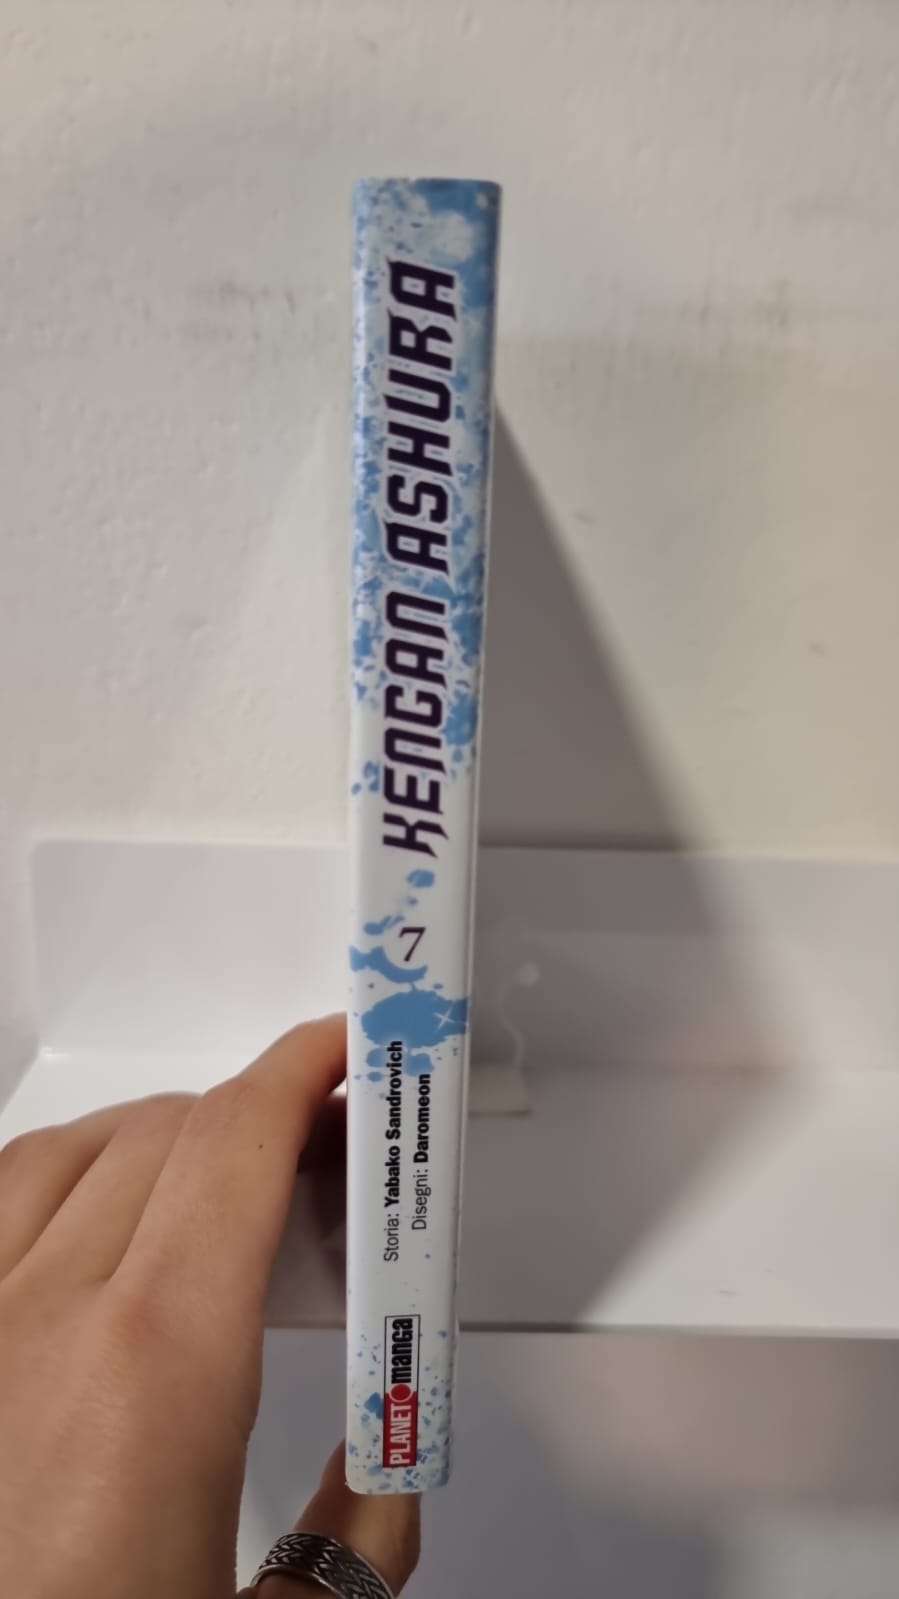 KENGAN ASHURA
7
Storia: Yabako Sandrovich
Disegni: Daromeon
PLANET manga